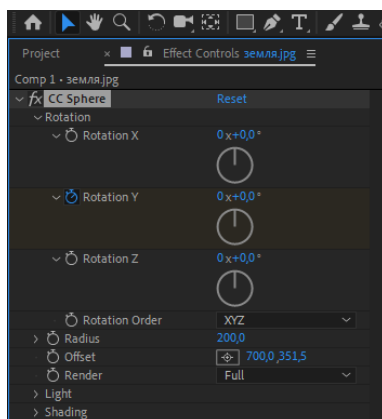 Project × Effect Controls земля.jpg ≡
Comp 1 • земля.jpg
fx CC Sphere Reset
Rotation
Rotation X 0x+0,0°
Rotation Y 0x+0,0°
Rotation Z 0x+0,0°
Rotation Order XYZ
Radius 200,0
Offset 700,0,351,5
Render Full
Light
Shading